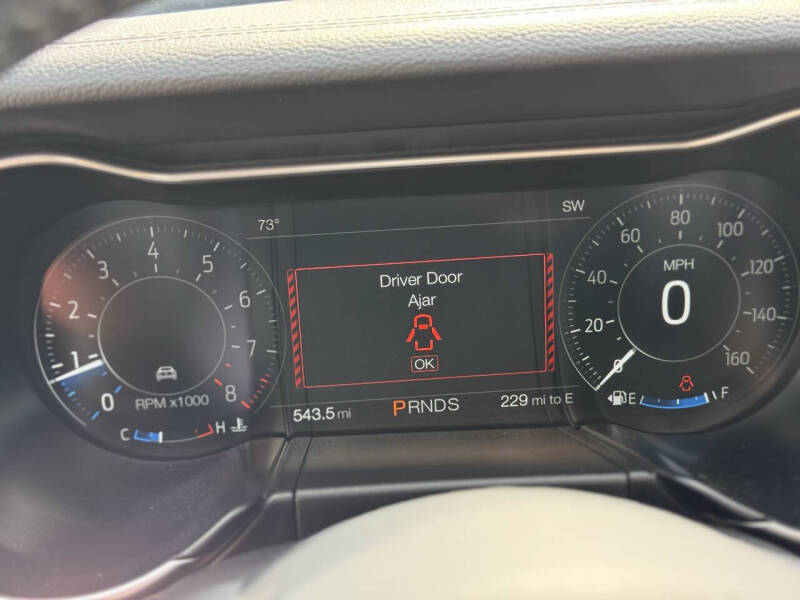 73°
SW
Driver Door
Ajar
OK
0 1 2 3 4 5 6 7 8
RPM x1000
C H
0 20 40 60 80 100 120 140 160
MPH
0
E F
543.5 mi
PRNDS
229 mi to E